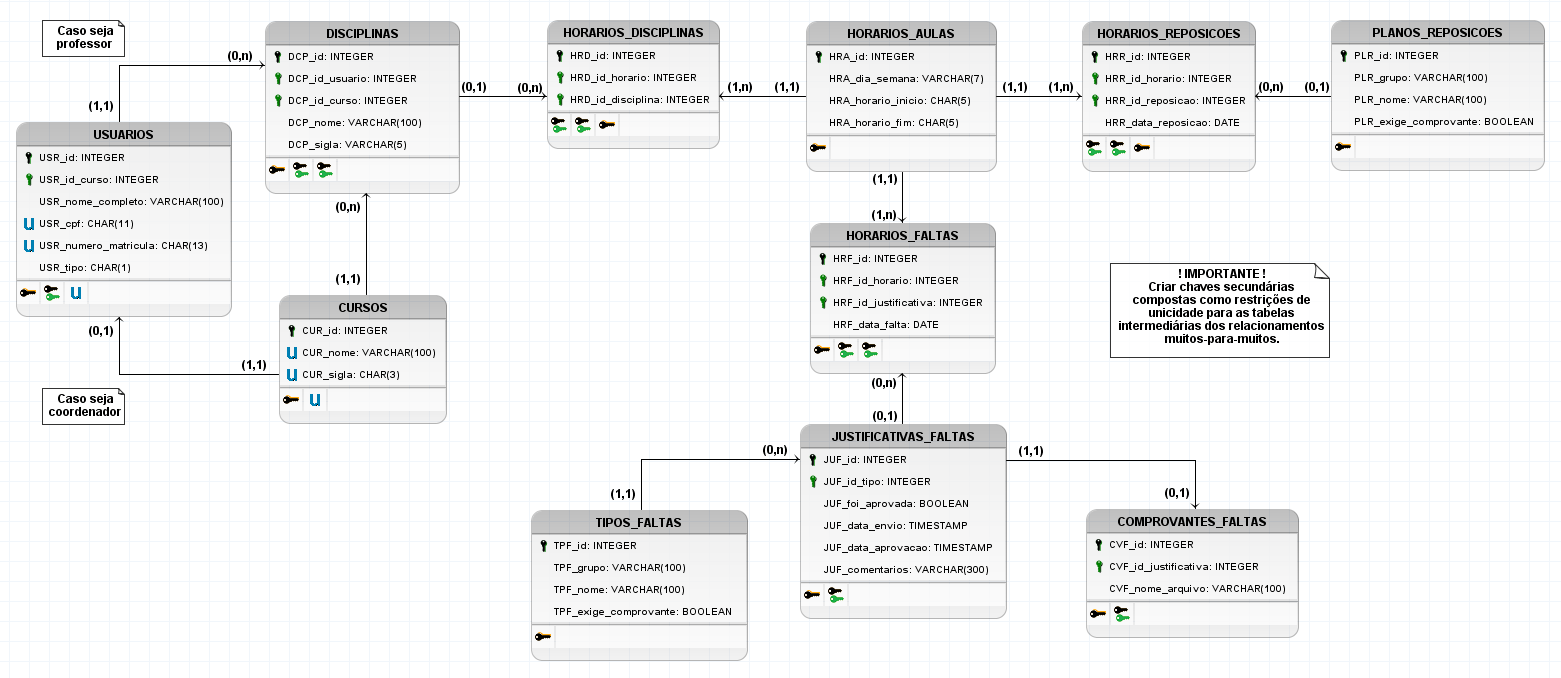 Caso seja
professor
(0,n)
(1,1)
USUARIOS
USR_id: INTEGER
USR_id_curso: INTEGER
USR_nome_completo: VARCHAR(100)
USR_cpf: CHAR(11)
USR_numero_matricula: CHAR(13)
USR_tipo: CHAR(1)
(0,1)
(1,1)
Caso seja
coordenador
DISCIPLINAS
DCP_id: INTEGER
DCP_id_usuario: INTEGER
DCP_id_curso: INTEGER
DCP_nome: VARCHAR(100)
DCP_sigla: VARCHAR(5)
(0,n)
(1,1)
CURSOS
CUR_id: INTEGER
CUR_nome: VARCHAR(100)
CUR_sigla: CHAR(3)
(0,1)
(0,n)
HORARIOS_DISCIPLINAS
HRD_id: INTEGER
HRD_id_horario: INTEGER
HRD_id_disciplina: INTEGER
(1,n)
(1,1)
HORARIOS_AULAS
HRA_id: INTEGER
HRA_dia_semana: VARCHAR(7)
HRA_horario_inicio: CHAR(5)
HRA_horario_fim: CHAR(5)
(1,1)
(1,n)
HORARIOS_REPOSICOES
HRR_id: INTEGER
HRR_id_horario: INTEGER
HRR_id_reposicao: INTEGER
HRR_data_reposicao: DATE
(0,n)
(0,1)
PLANOS_REPOSICOES
PLR_id: INTEGER
PLR_grupo: VARCHAR(100)
PLR_nome: VARCHAR(100)
PLR_exige_comprovante: BOOLEAN
(1,1)
(1,n)
HORARIOS_FALTAS
HRF_id: INTEGER
HRF_id_horario: INTEGER
HRF_id_justificativa: INTEGER
HRF_data_falta: DATE
(0,n)
(0,1)
! IMPORTANTE !
Criar chaves secundárias
compostas como restrições de
unicidade para as tabelas
intermediárias dos relacionamentos
muitos-para-muitos.
JUSTIFICATIVAS_FALTAS
JUF_id: INTEGER
JUF_id_tipo: INTEGER
JUF_foi_aprovada: BOOLEAN
JUF_data_envio: TIMESTAMP
JUF_data_aprovacao: TIMESTAMP
JUF_comentarios: VARCHAR(300)
(0,n)
(1,1)
TIPOS_FALTAS
TPF_id: INTEGER
TPF_grupo: VARCHAR(100)
TPF_nome: VARCHAR(100)
TPF_exige_comprovante: BOOLEAN
(1,1)
(0,1)
COMPROVANTES_FALTAS
CVF_id: INTEGER
CVF_id_justificativa: INTEGER
CVF_nome_arquivo: VARCHAR(100)